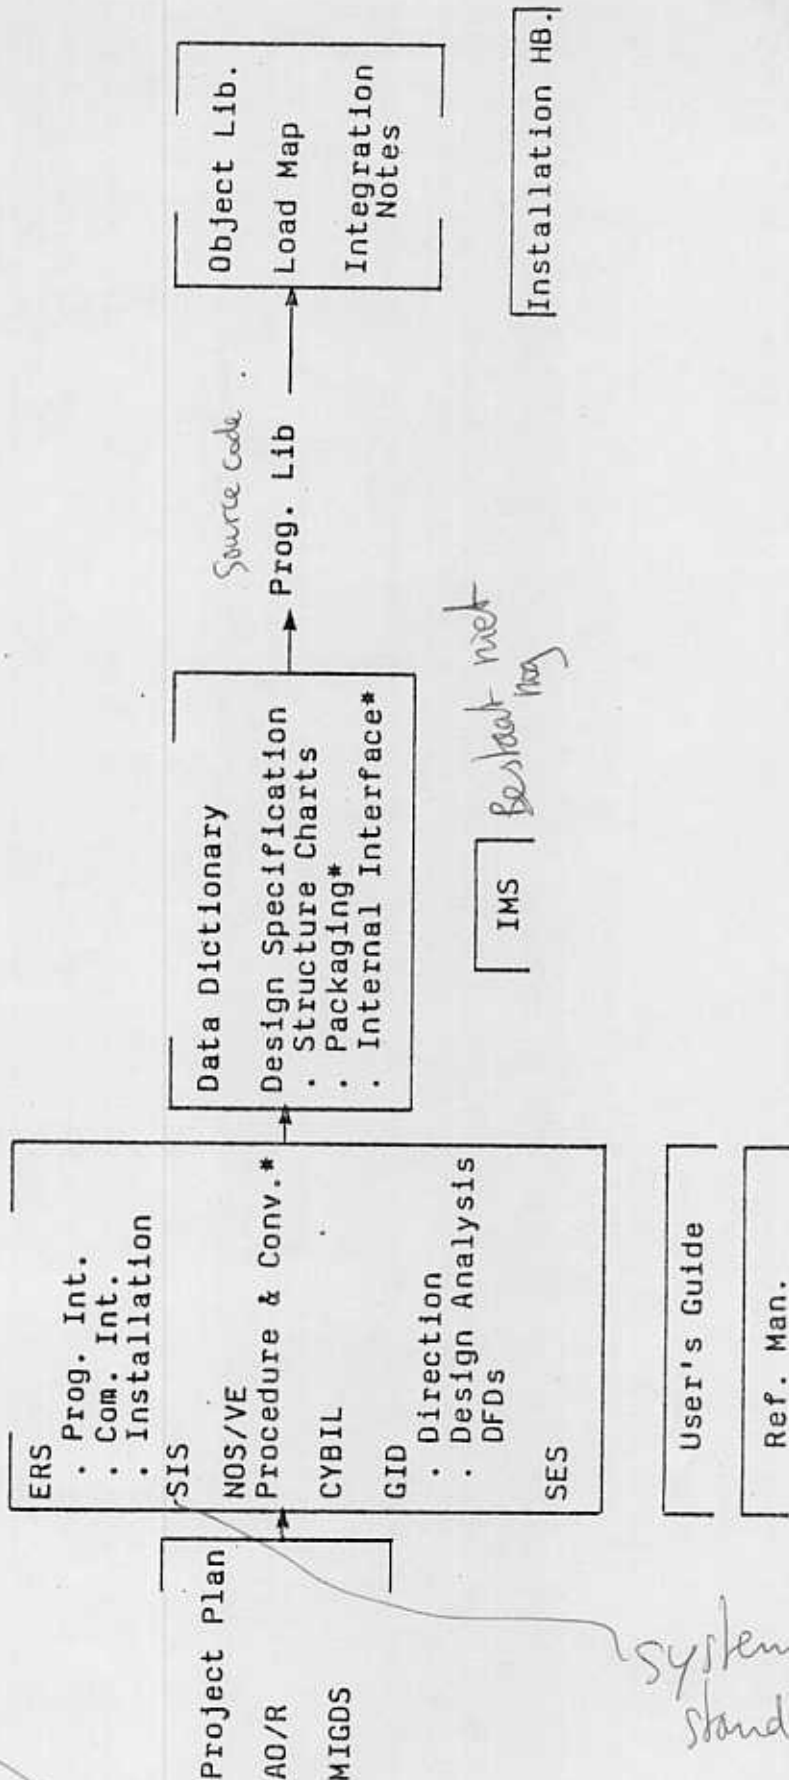 Project Plan
AO/R
MIGDS
ERS
· Prog. Int.
· Com. Int.
· Installation
SIS
NOS/VE
Procedure & Conv.*
CYBIL
GID
· Direction
· Design Analysis
DFDs
SES
User's Guide
Ref. Man.
Data Dictionary
Design Specification
· Structure Charts
· Packaging*
· Internal Interface*
IMS
Bestaat niet
nog
Source Code
Prog. Lib
Object Lib.
Load Map
Integration
Notes
Installation HB.
system
stand